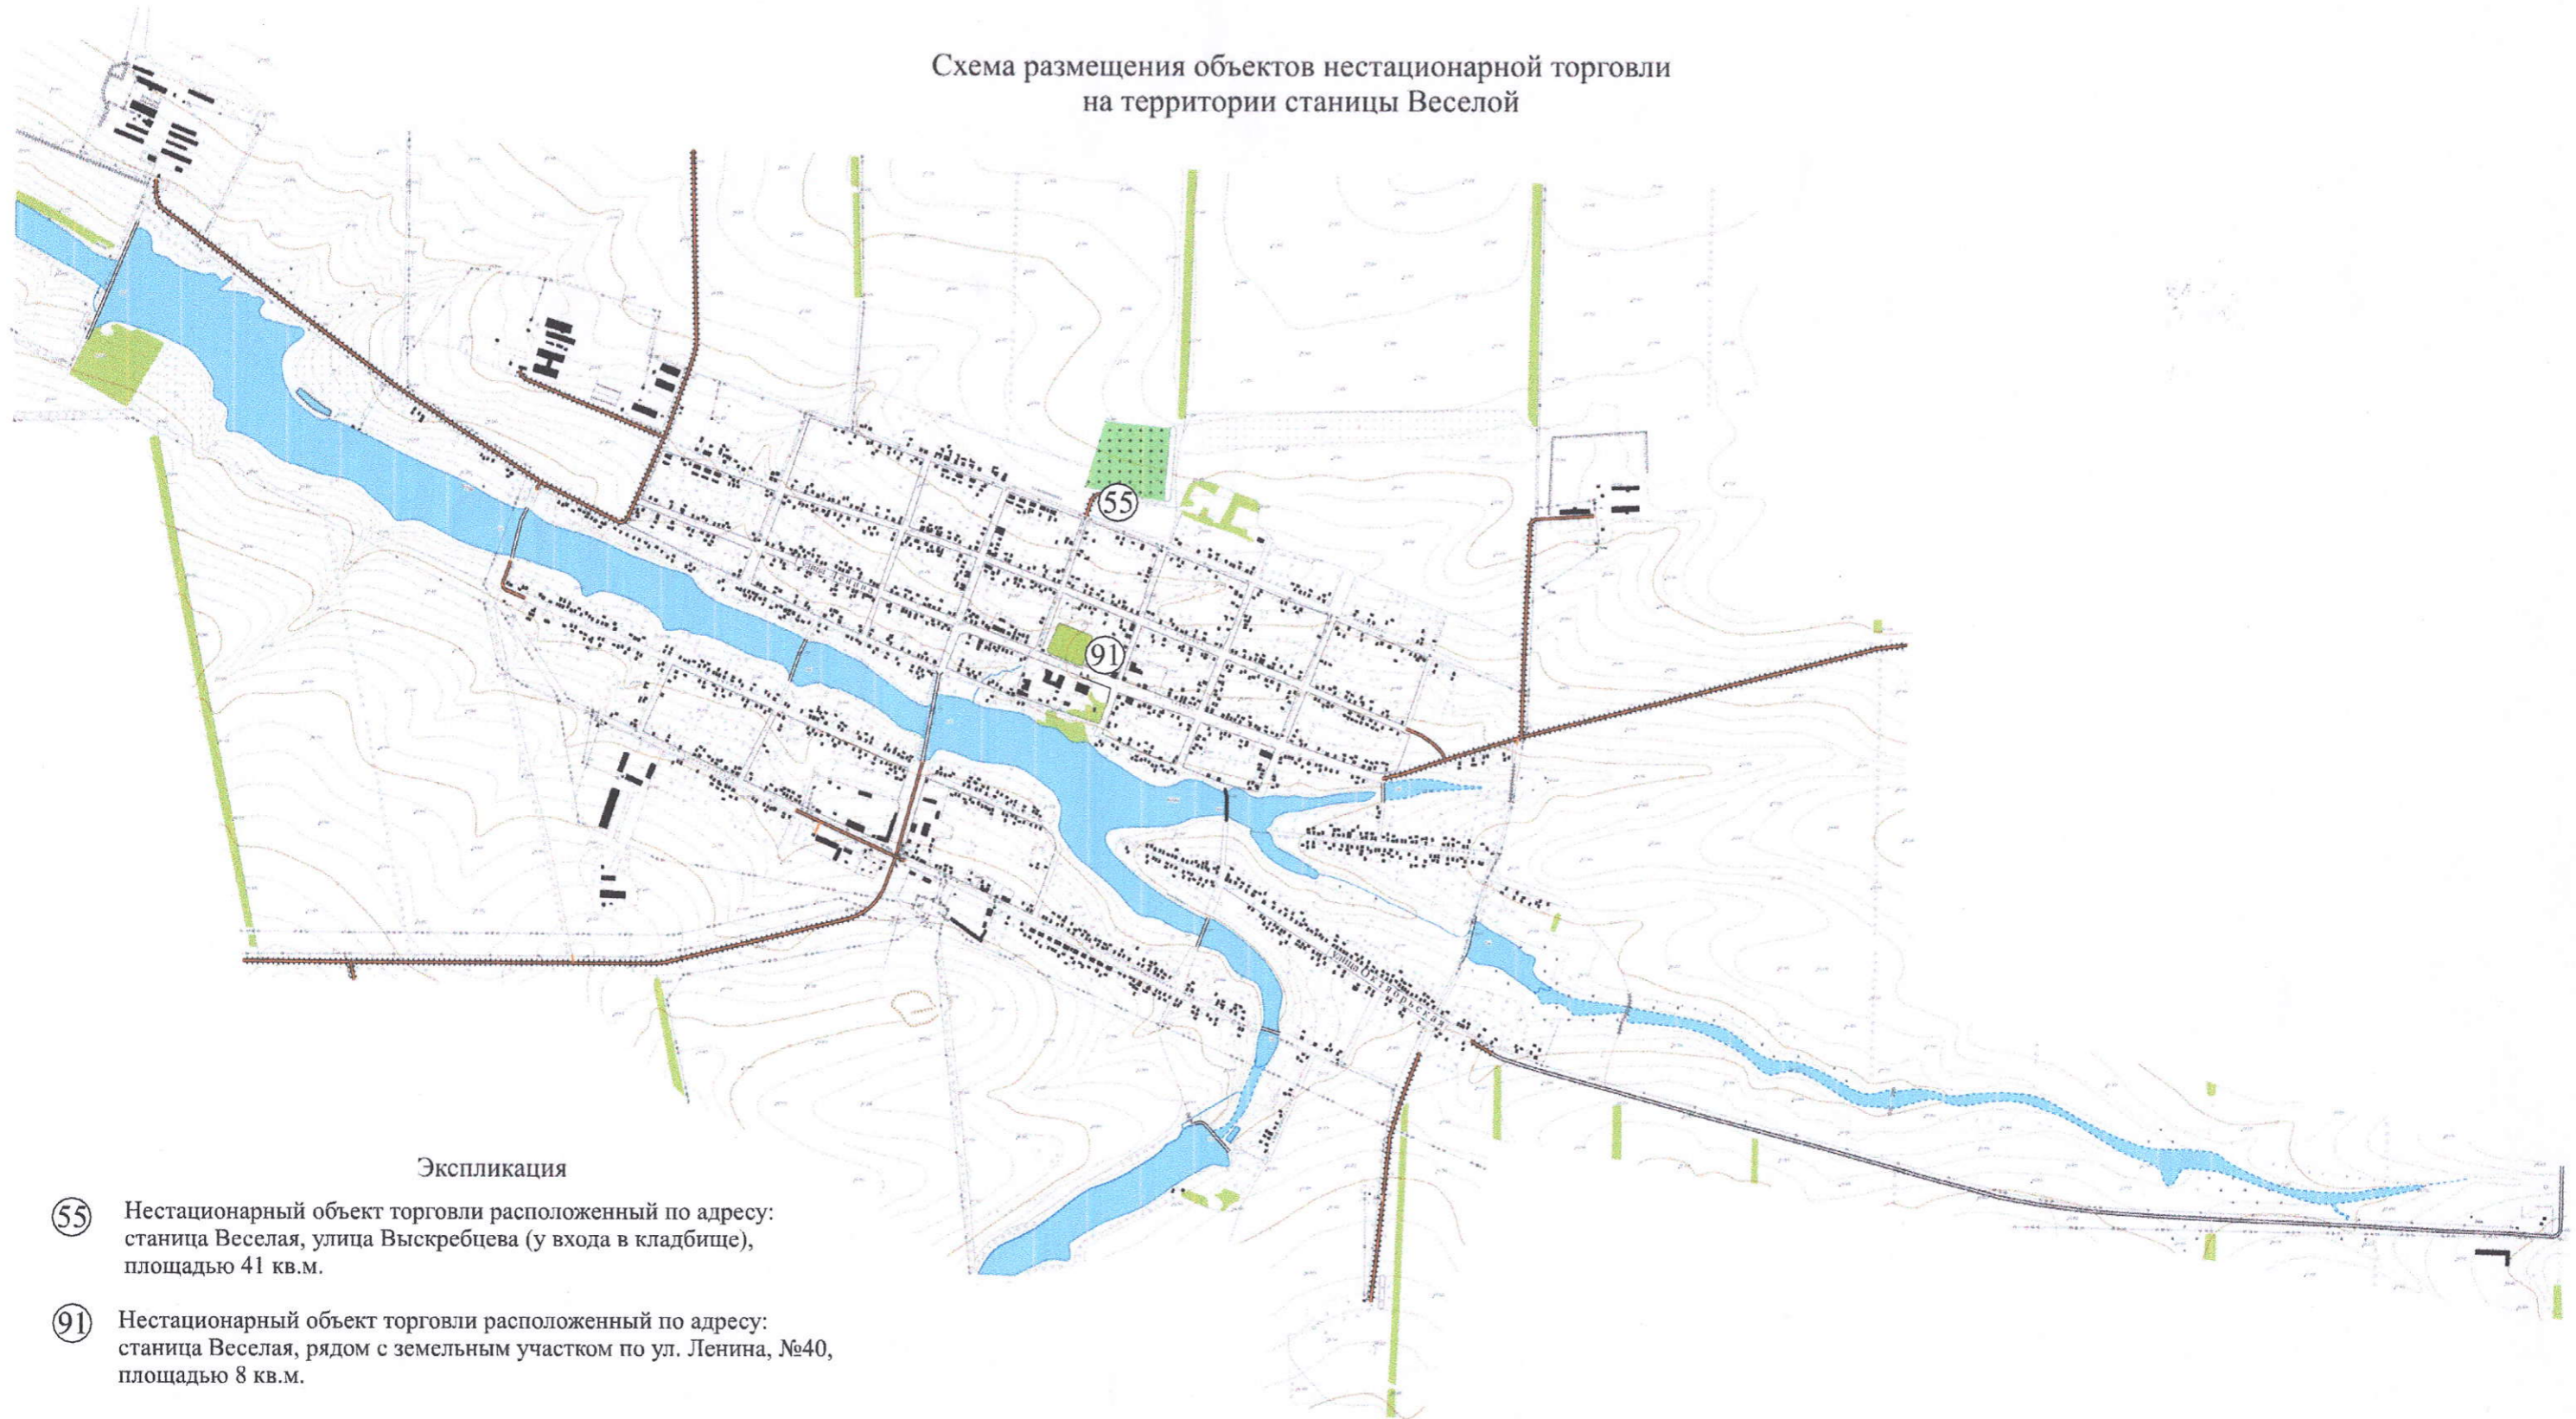 Схема размещения объектов нестационарной торговли
на территории станицы Веселой
55
91
улица Октябрьская
Экспликация
55 Нестационарный объект торговли расположенный по адресу:
станица Веселая, улица Выскребцева (у входа в кладбище),
площадью 41 кв.м.
91 Нестационарный объект торговли расположенный по адресу:
станица Веселая, рядом с земельным участком по ул. Ленина, №40,
площадью 8 кв.м.